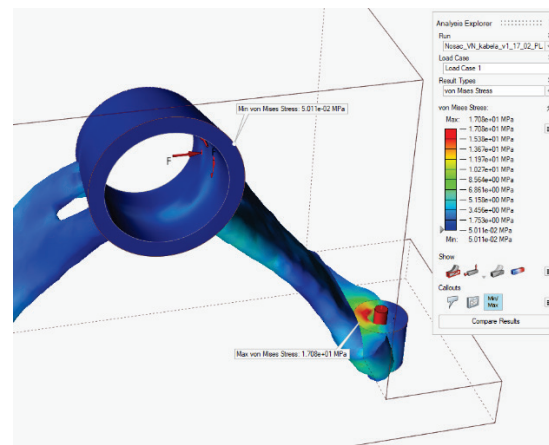 Analysis Explorer
Run
Nosac_VN_kabela_v1_17_02_PL
Load Case
Load Case 1
Result Types
von Mises Stress
von Mises Stress:
Max: 1.708e+01 MPa
1.708e+01 MPa
1.538e+01 MPa
1.367e+01 MPa
1.197e+01 MPa
1.027e+01 MPa
8.564e+00 MPa
6.861e+00 MPa
5.158e+00 MPa
3.456e+00 MPa
1.753e+00 MPa
5.011e-02 MPa
Min: 5.011e-02 MPa
Show
Callouts
Min/
Max
Compare Results
Min von Mises Stress: 5.011e-02 MPa
F
Max von Mises Stress: 1.708e+01 MPa